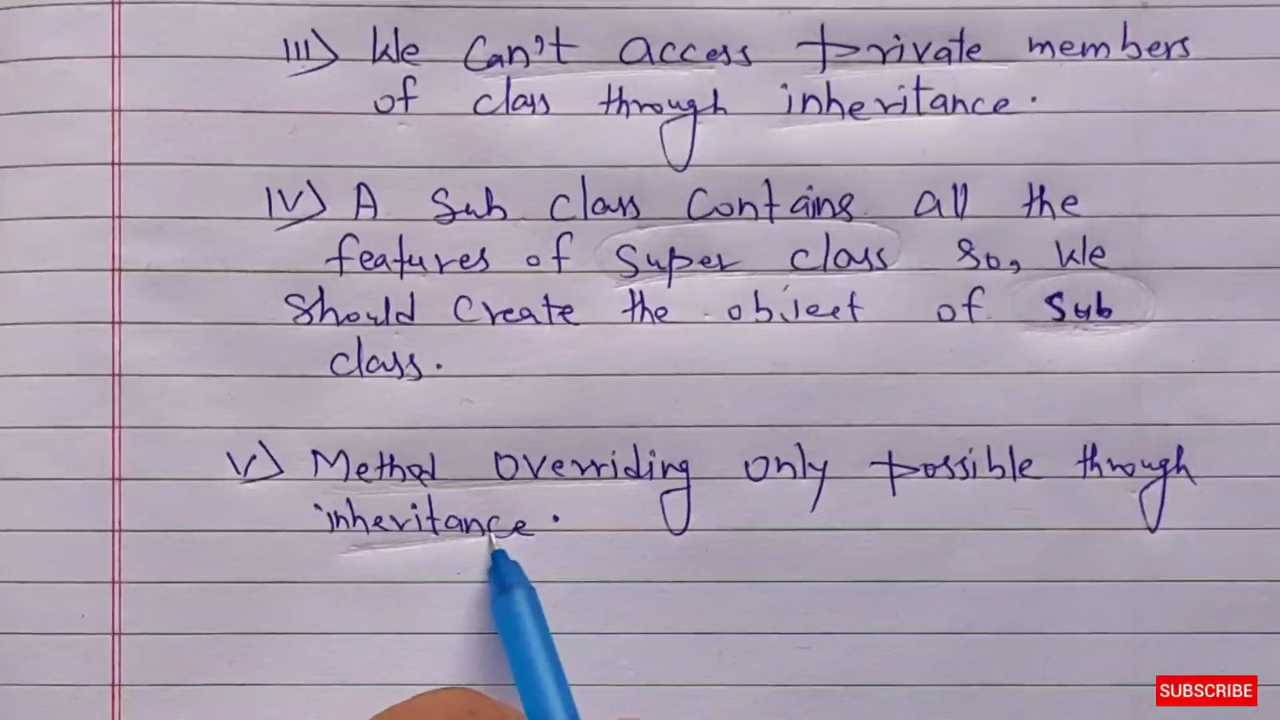 III) We can't access private members
of class through inheritance.
IV) A sub class contains all the
features of super class so, we
should create the object of sub
class.
V) Method overriding only possible through
inheritance.
SUBSCRIBE